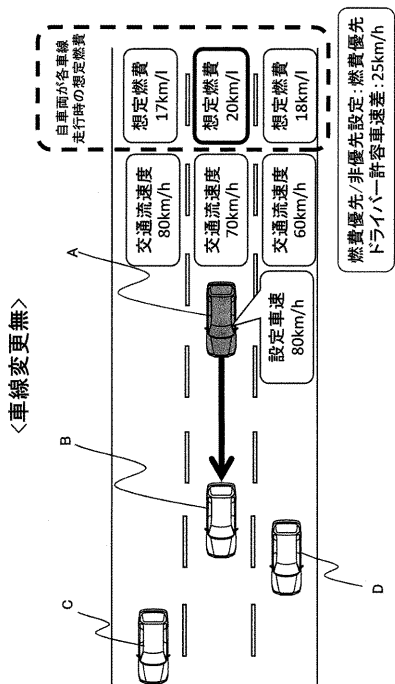 ＜車線変更無＞
自車両が各車線
走行時の想定燃費
想定燃費
17km/l
想定燃費
20km/l
想定燃費
18km/l
交通流速度
80km/h
交通流速度
70km/h
交通流速度
60km/h
設定車速
80km/h
A
B
C
D
燃費優先/非優先設定：燃費優先
ドライバー許容車速差：25km/h